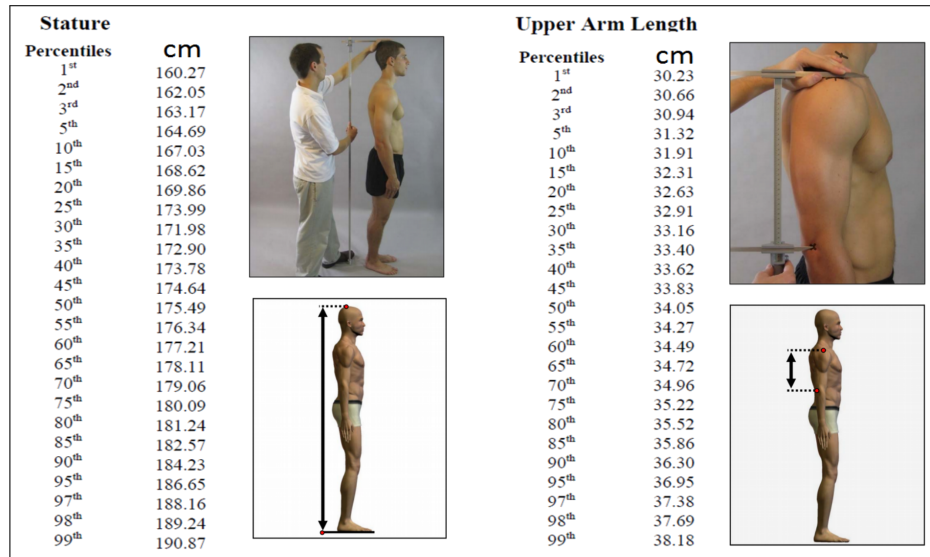 Stature
Percentiles cm
1st 160.27
2nd 162.05
3rd 163.17
5th 164.69
10th 167.03
15th 168.62
20th 169.86
25th 173.99
30th 171.98
35th 172.90
40th 173.78
45th 174.64
50th 175.49
55th 176.34
60th 177.21
65th 178.11
70th 179.06
75th 180.09
80th 181.24
85th 182.57
90th 184.23
95th 186.65
97th 188.16
98th 189.24
99th 190.87
Upper Arm Length
Percentiles cm
1st 30.23
2nd 30.66
3rd 30.94
5th 31.32
10th 31.91
15th 32.31
20th 32.63
25th 32.91
30th 33.16
35th 33.40
40th 33.62
45th 33.83
50th 34.05
55th 34.27
60th 34.49
65th 34.72
70th 34.96
75th 35.22
80th 35.52
85th 35.86
90th 36.30
95th 36.95
97th 37.38
98th 37.69
99th 38.18